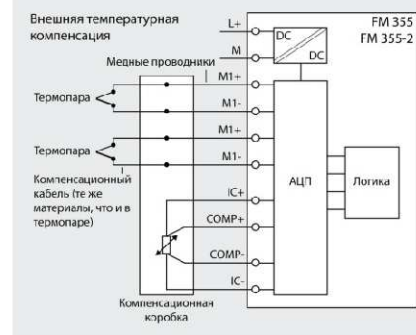 Внешняя температурная
компенсация
L+
FM 355
FM 355-2
DC
M
DC
Медные проводники
M1+
Термопара
M1-
M1+
Термопара
M1-
Компенсационный
кабель (те же
материалы, что и в
термопаре)
IC+
АЦП
Логика
COMP+
COMP-
IC-
Компенсационная
коробка